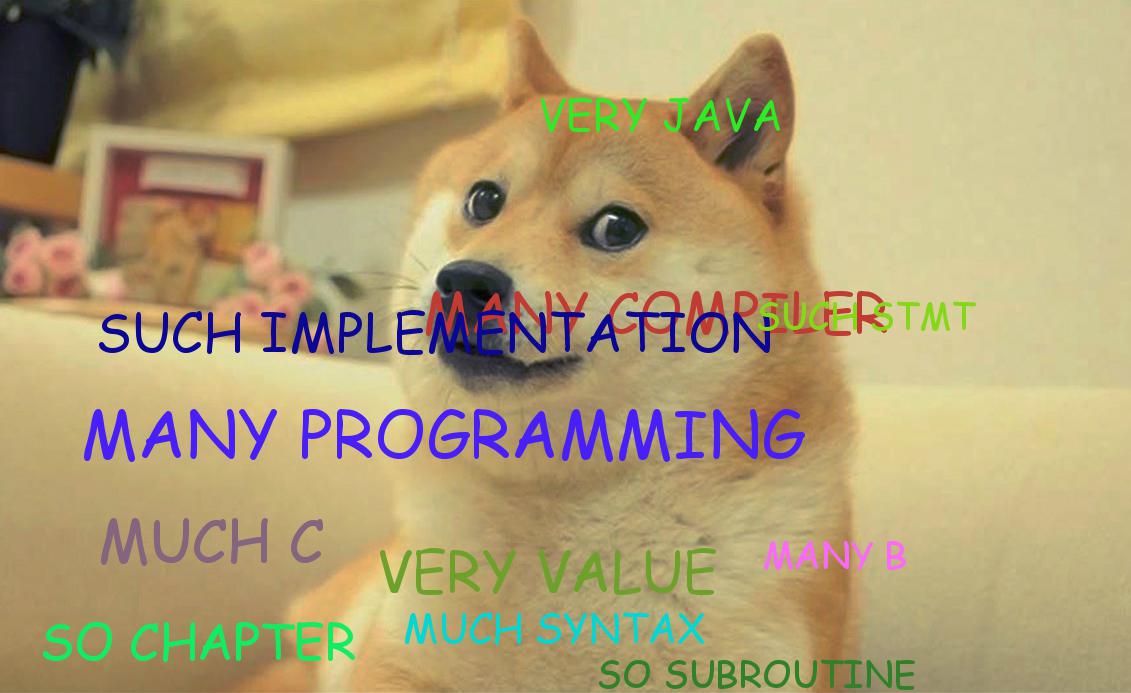 VERY JAVA
MANY COMPILER
SUCH STMT
SUCH IMPLEMENTATION
MANY PROGRAMMING
MUCH C
VERY VALUE
MANY B
SO CHAPTER
MUCH SYNTAX
SO SUBROUTINE